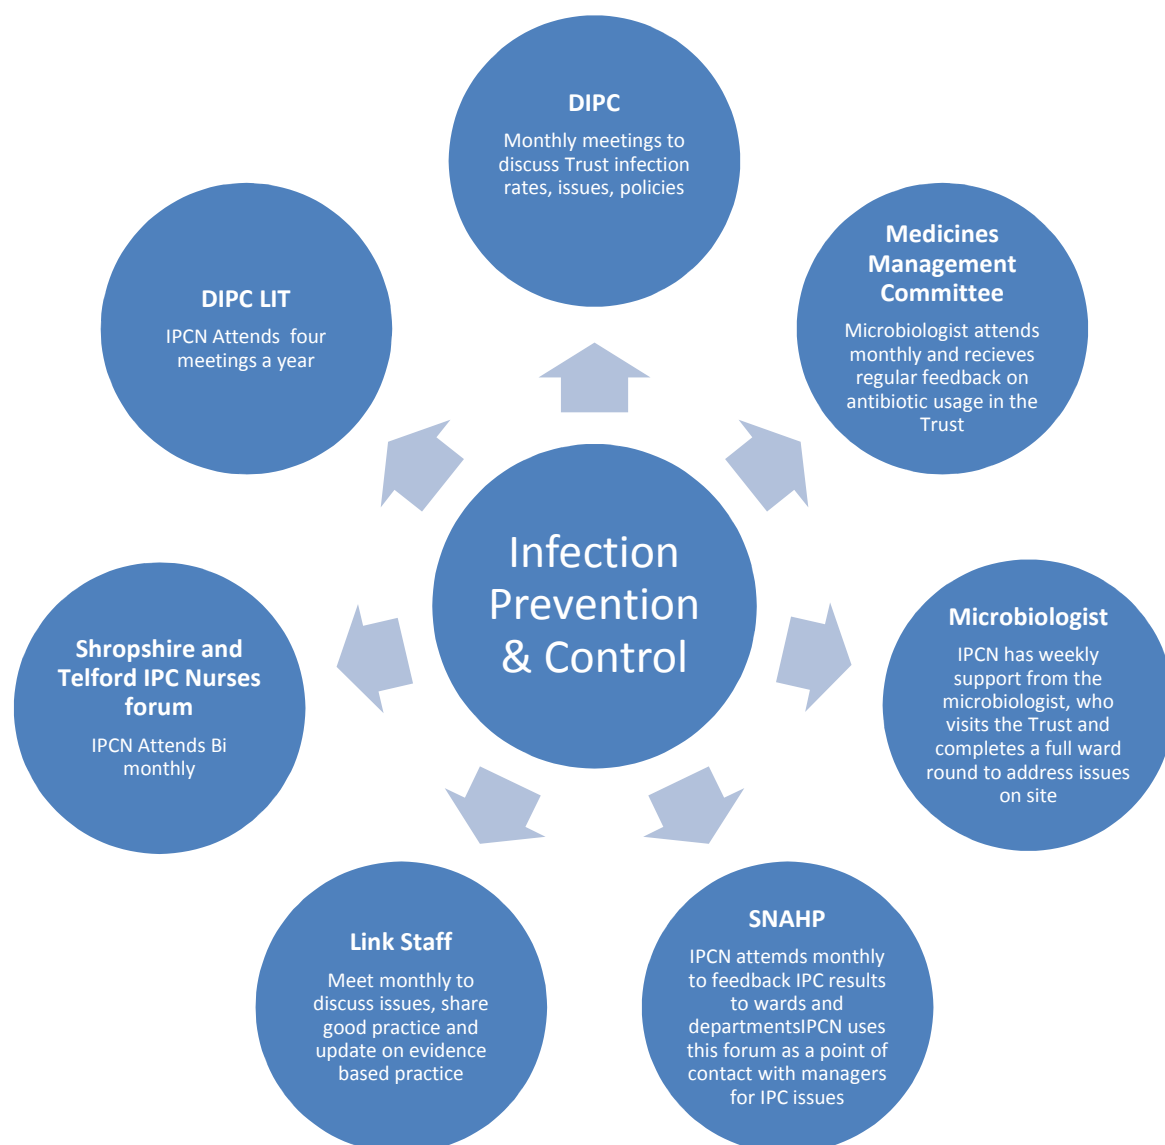 DIPC
Monthly meetings to
discuss Trust infection
rates, issues, policies
Medicines
Management
Committee
Microbiologist attends
monthly and recieves
regular feedback on
antibiotic usage in the
Trust
Microbiologist
IPCN has weekly
support from the
microbiologist, who
visits the Trust and
completes a full ward
round to address issues
on site
SNAHP
IPCN attemds monthly
to feedback IPC results
to wards and
departmentsIPCN uses
this forum as a point of
contact with managers
for IPC issues
Link Staff
Meet monthly to
discuss issues, share
good practice and
update on evidence
based practice
Shropshire and
Telford IPC Nurses
forum
IPCN Attends Bi
monthly
DIPC LIT
IPCN Attends  four
meetings a year
Infection
Prevention
& Control